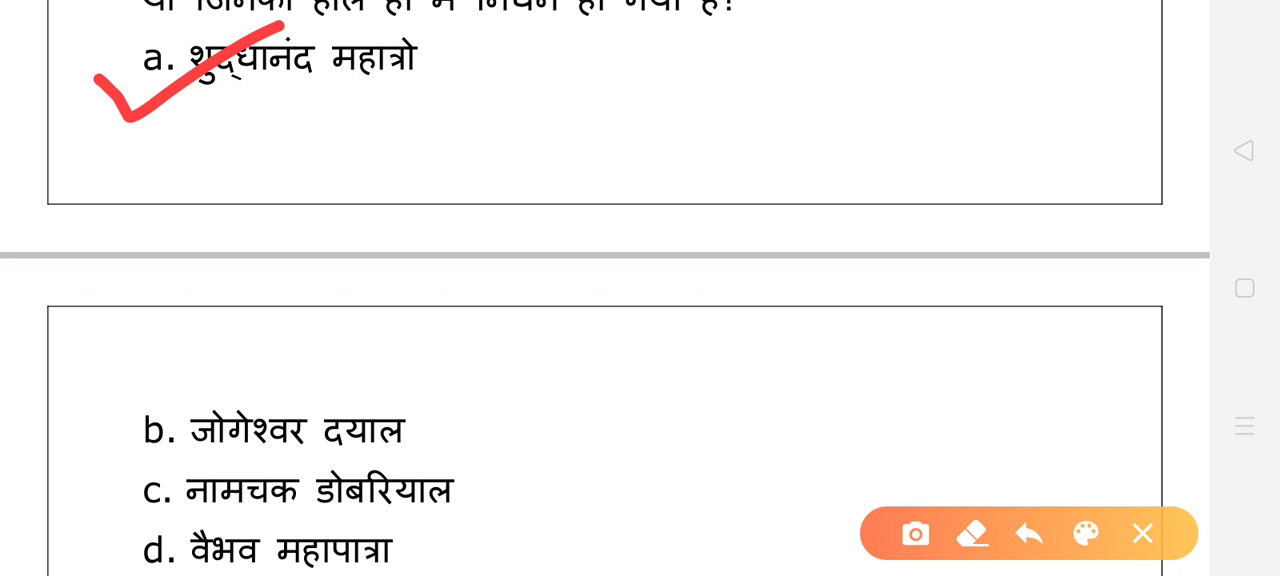 a. शुद्धानंद महात्रो
b. जोगेश्वर दयाल
c. नामचक डोबरियाल
d. वैभव महापात्रा